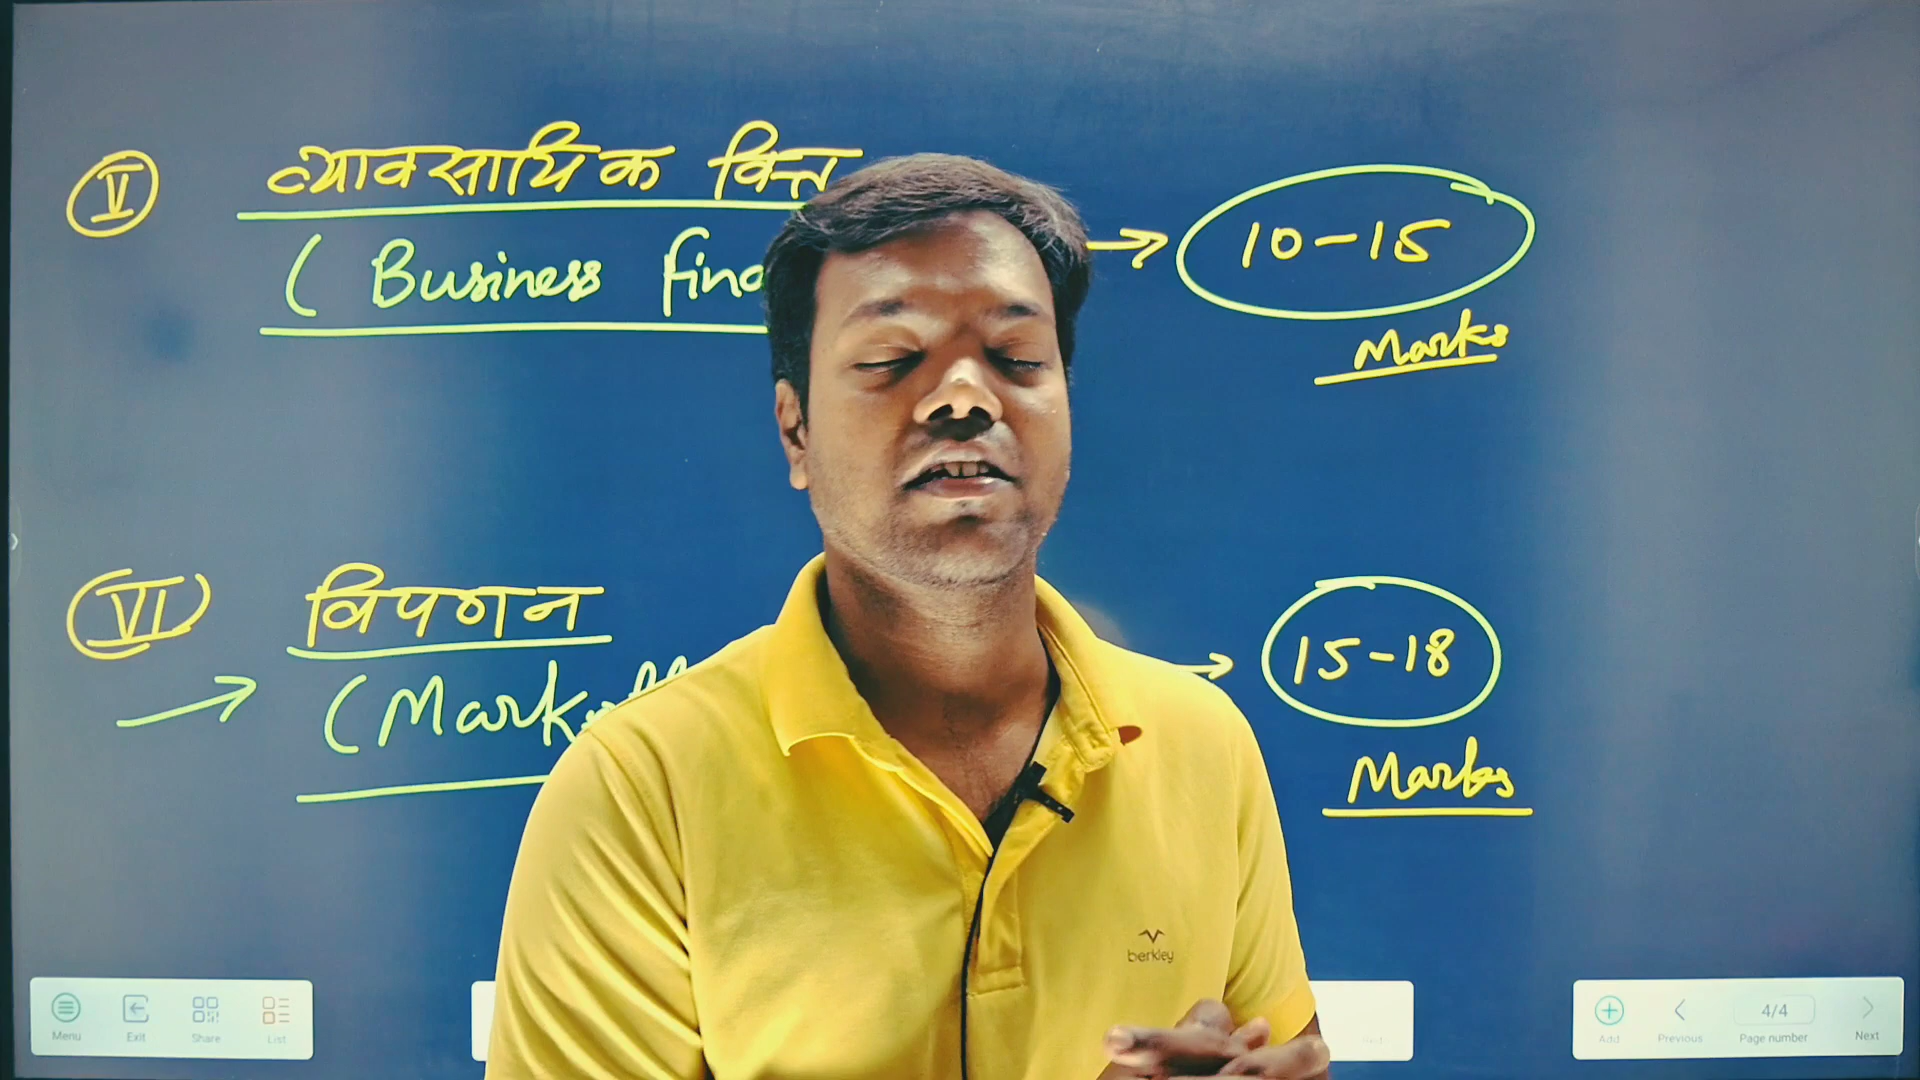 V व्यावसायिक वित्त
(Business Fina
→ 10-15
Marks
VI विपणन
→ (Mark
→ 15-18
Marks
berkley
Menu Exit Share List
Add Previous 4/4 Page number Next